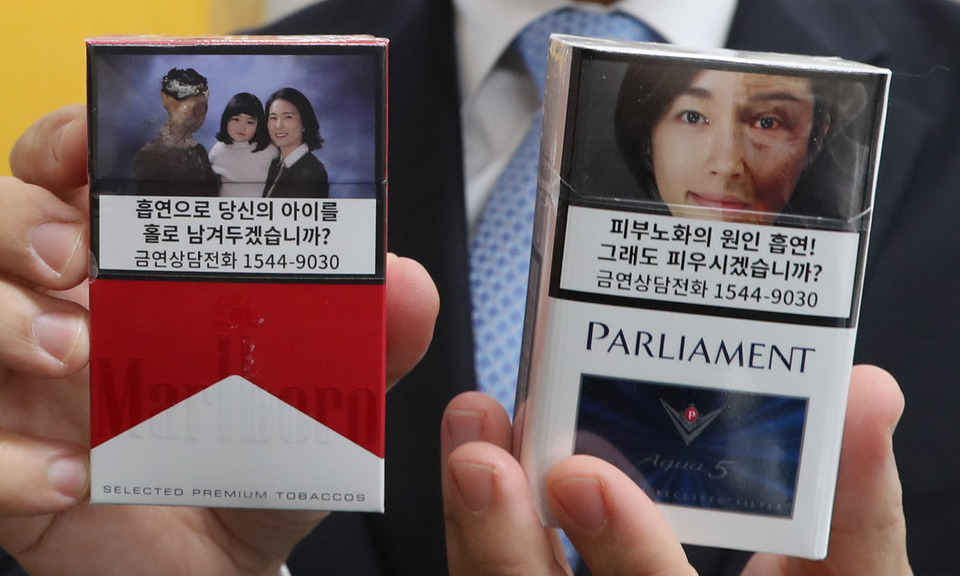 흡연으로 당신의 아이를
홀로 남겨두겠습니까?
금연상담전화 1544-9030
Marlboro
SELECTED PREMIUM TOBACCOS
피부노화의 원인 흡연!
그래도 피우시겠습니까?
금연상담전화 1544-9030
PARLIAMENT
P
Aqua 5
RECESSED FILTER